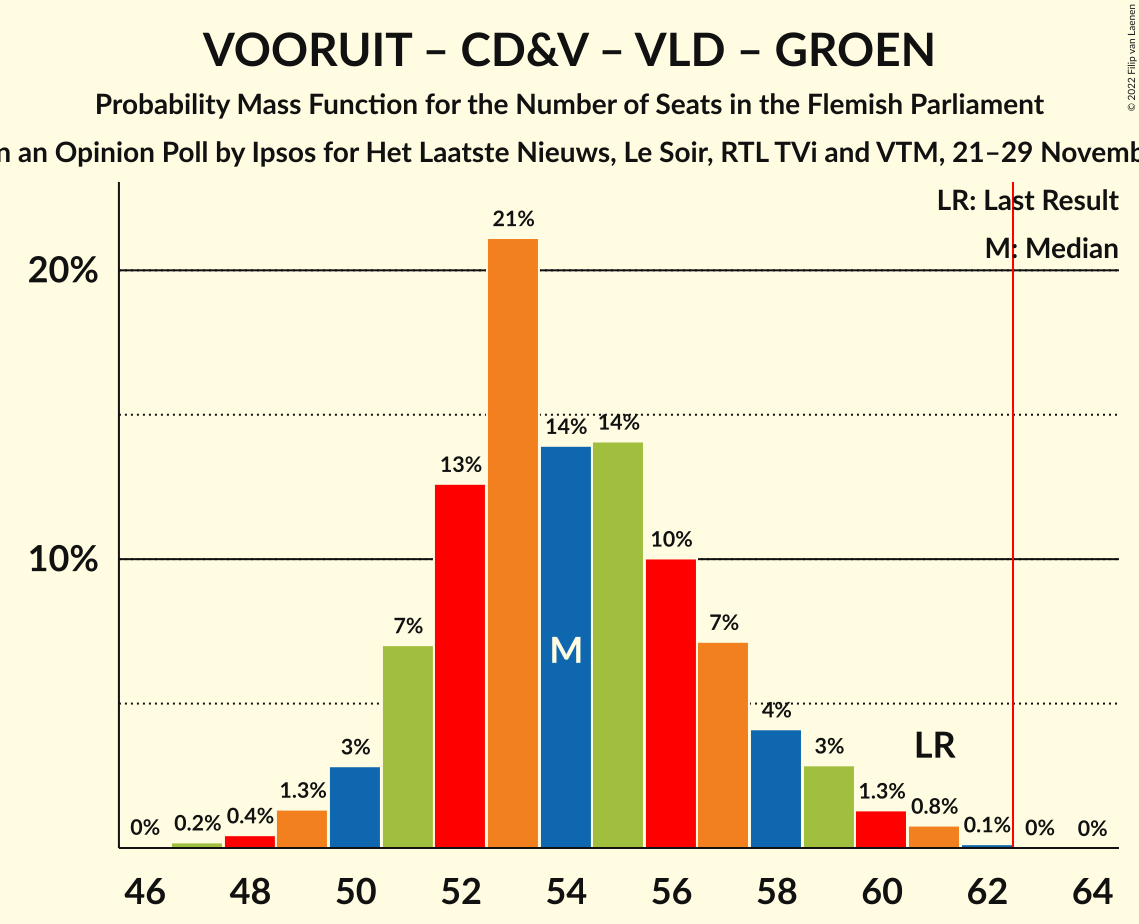 VOORUIT – CD&V – VLD – GROEN
Probability Mass Function for the Number of Seats in the Flemish Parliament
an Opinion Poll by Ipsos for Het Laatste Nieuws, Le Soir, RTL TVi and VTM, 21–29
© 2022 Filip van Laenen
LR: Last Result
M: Median
20%
10%
0% 0.2% 0.4% 1.3% 3% 7% 13% 21% 14% 14% 10% 7% 4% 3% 1.3% 0.8% 0.1% 0% 0%
M
LR
46 48 50 52 54 56 58 60 62 64